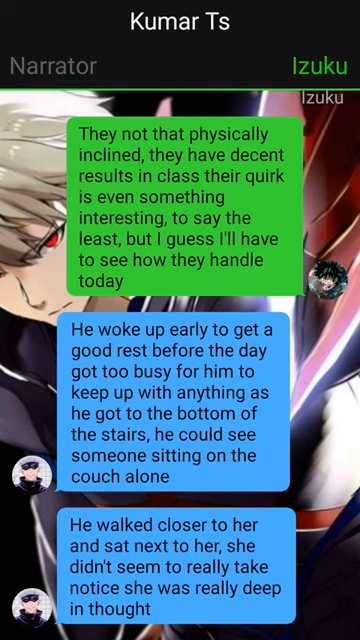 Kumar Ts
Narrator
Izuku
Izuku
They not that physically
inclined, they have decent
results in class their quirk
is even something
interesting, to say the
least, but I guess I'll have
to see how they handle
today
He woke up early to get a
good rest before the day
got too busy for him to
keep up with anything as
he got to the bottom of
the stairs, he could see
someone sitting on the
couch alone
He walked closer to her
and sat next to her, she
didn't seem to really take
notice she was really deep
in thought